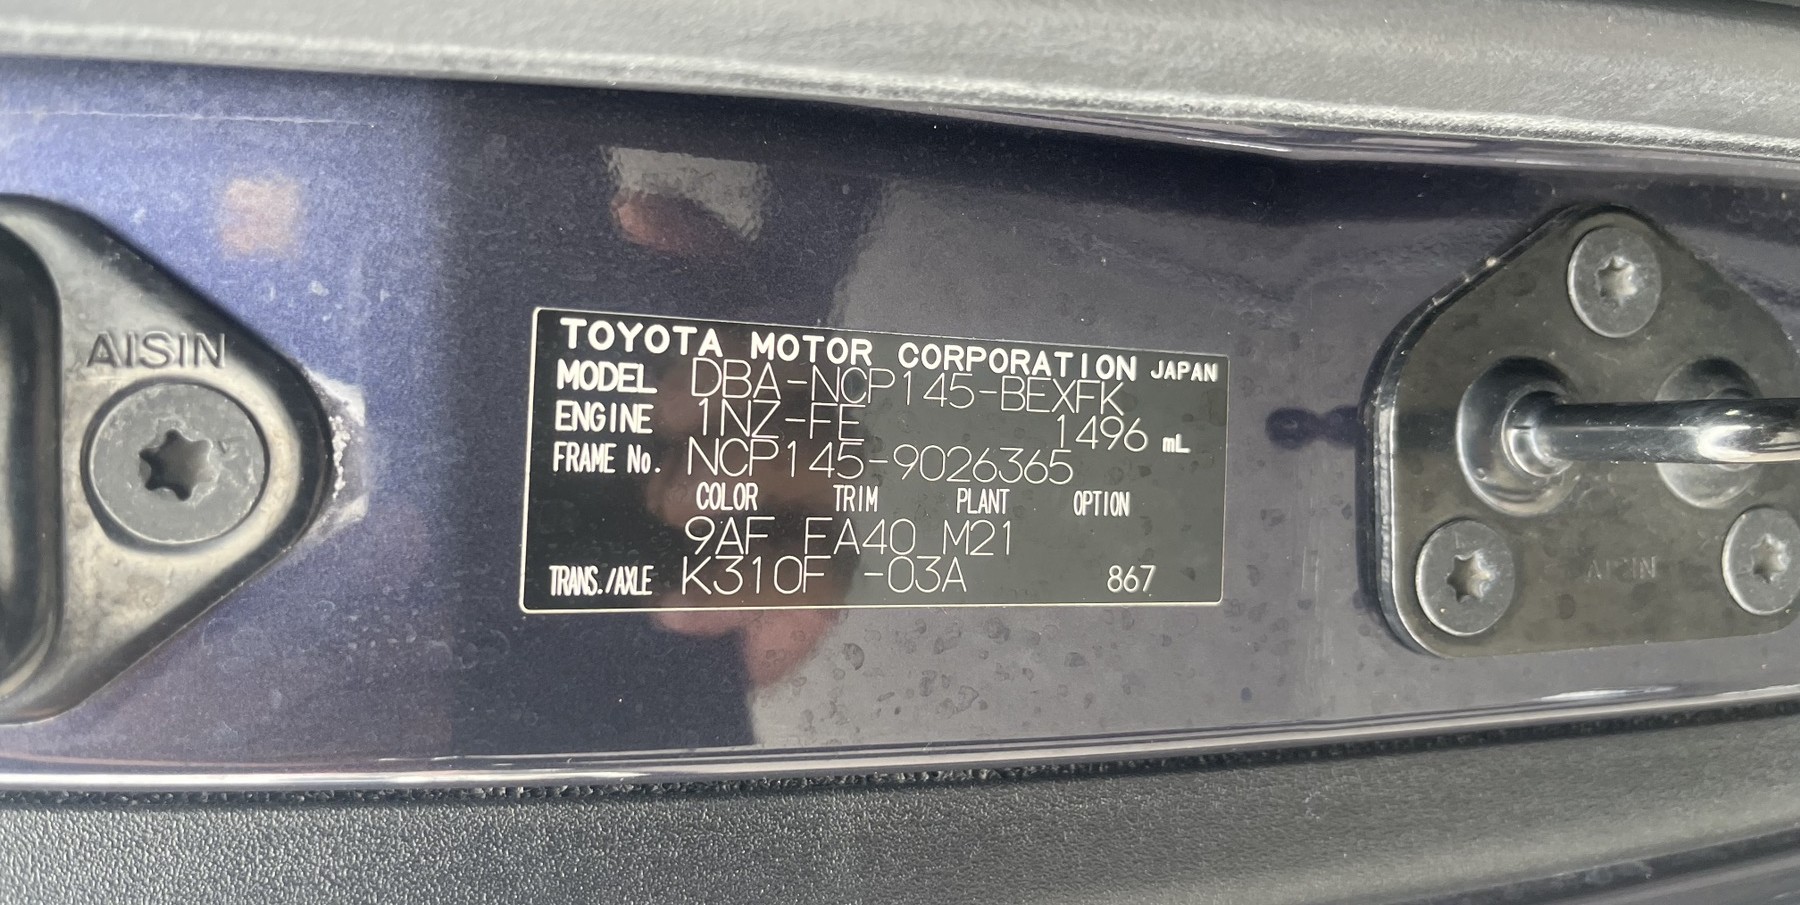 AISIN
TOYOTA MOTOR CORPORATION JAPAN
MODEL DBA-NCP145-BEXFK
ENGINE 1NZ-FE 1496 mL
FRAME No. NCP145-9026365
COLOR TRIM PLANT OPTION
9AF EA40 M21
TRANS./AXLE K310F -03A 867
AISIN